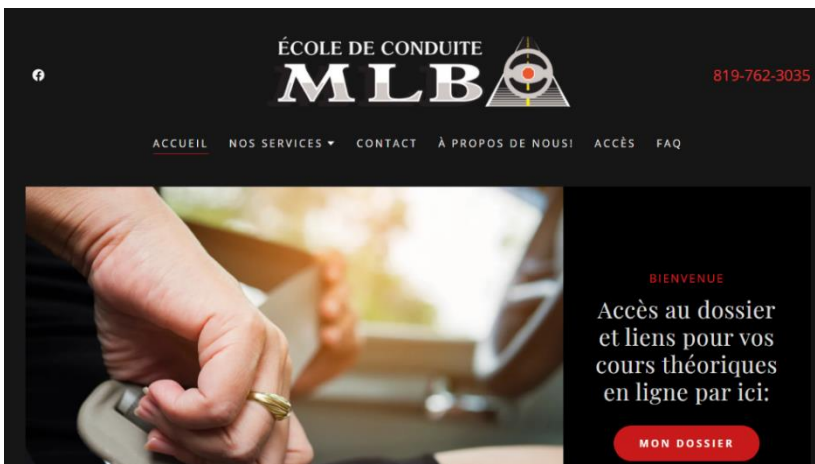 ÉCOLE DE CONDUITE
MLB
819-762-3035
ACCUEIL NOS SERVICES CONTACT À PROPOS DE NOUS! ACCÈS FAQ
BIENVENUE
Accès au dossier
et liens pour vos
cours théoriques
en ligne par ici:
MON DOSSIER